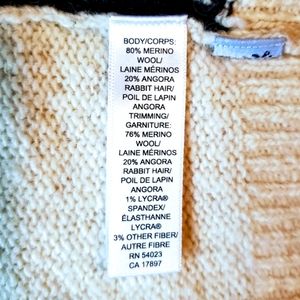 BODY/CORPS:
80% MERINO
WOOL/
LAINE MÉRINOS
20% ANGORA
RABBIT HAIR/
POIL DE LAPIN
ANGORA
TRIMMING/
GARNITURE:
76% MERINO
WOOL/
LAINE MÉRINOS
20% ANGORA
RABBIT HAIR/
POIL DE LAPIN
ANGORA
1% LYCRA®
SPANDEX/
ÉLASTHANNE
LYCRA®
3% OTHER FIBER/
AUTRE FIBRE
RN 54023
CA 17897